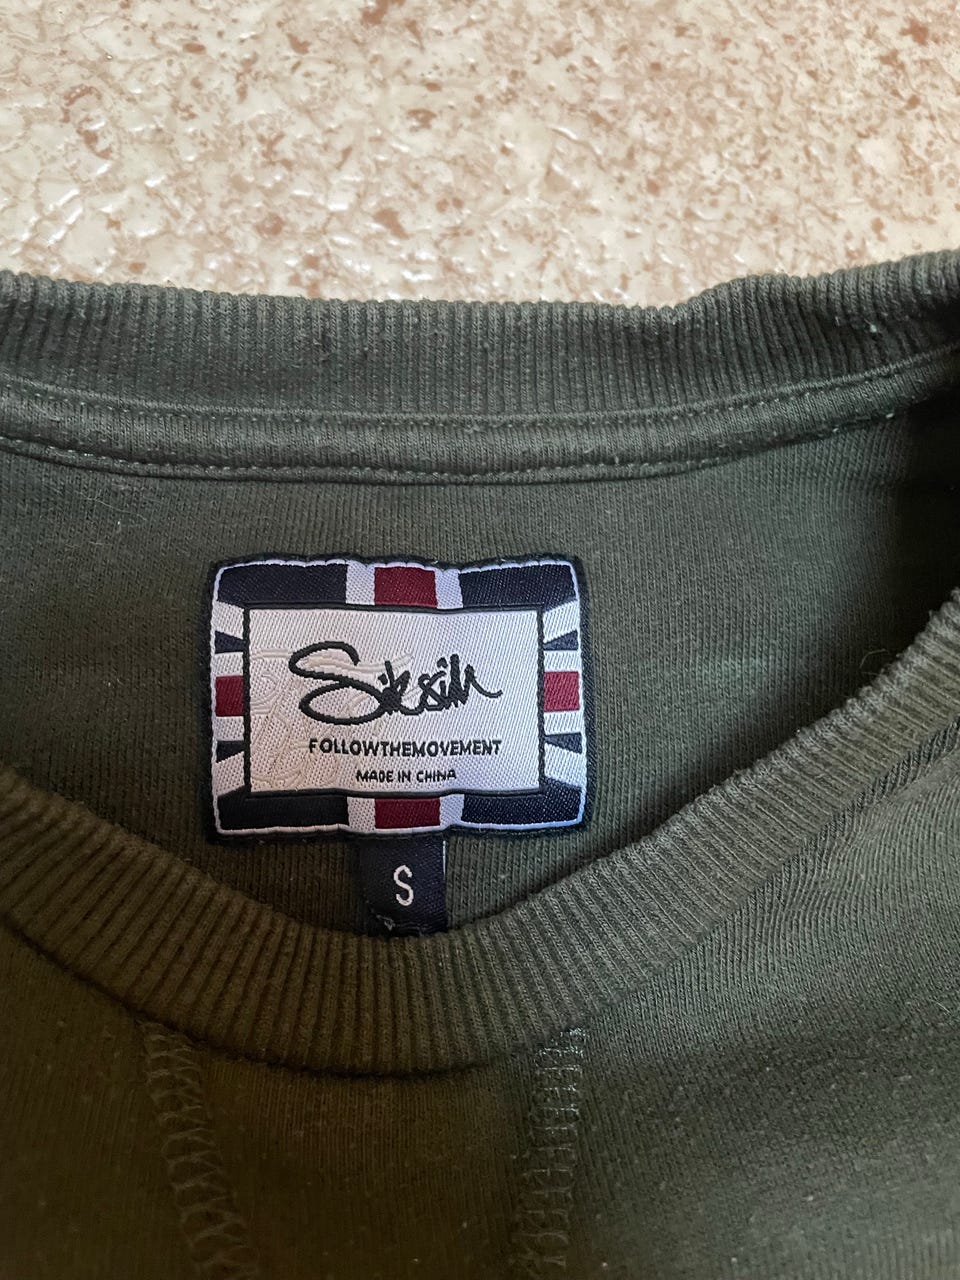 Siksilk
FOLLOWTHEMOVEMENT
MADE IN CHINA
S